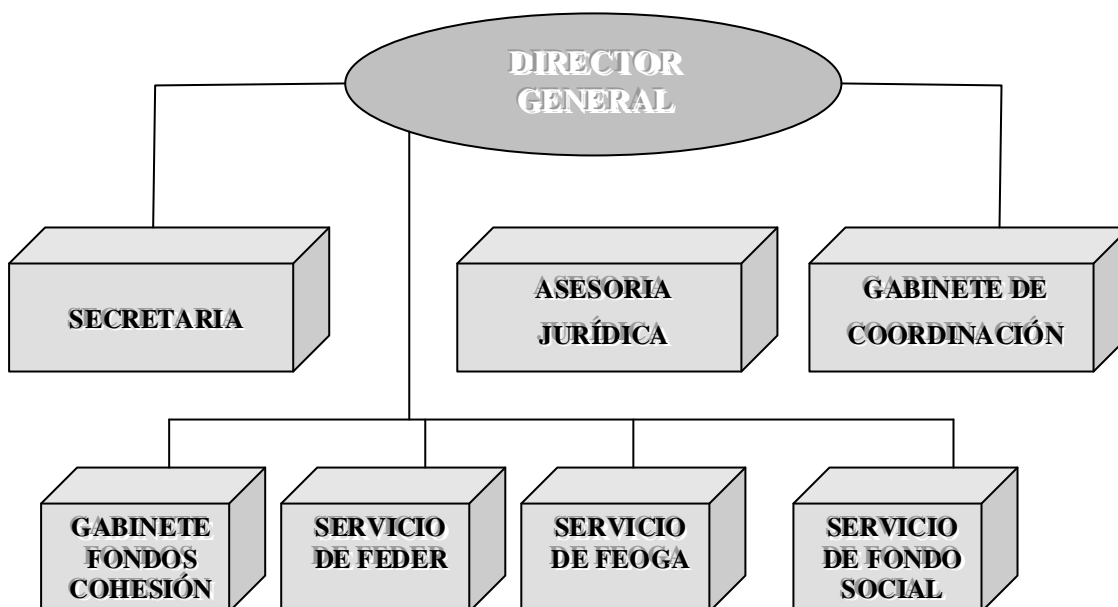 DIRECTOR
GENERAL
SECRETARIA
ASESORIA
JURÍDICA
GABINETE DE
COORDINACIÓN
GABINETE
FONDOS
COHESIÓN
SERVICIO
DE FEDER
SERVICIO
DE FEOGA
SERVICIO
DE FONDO
SOCIAL